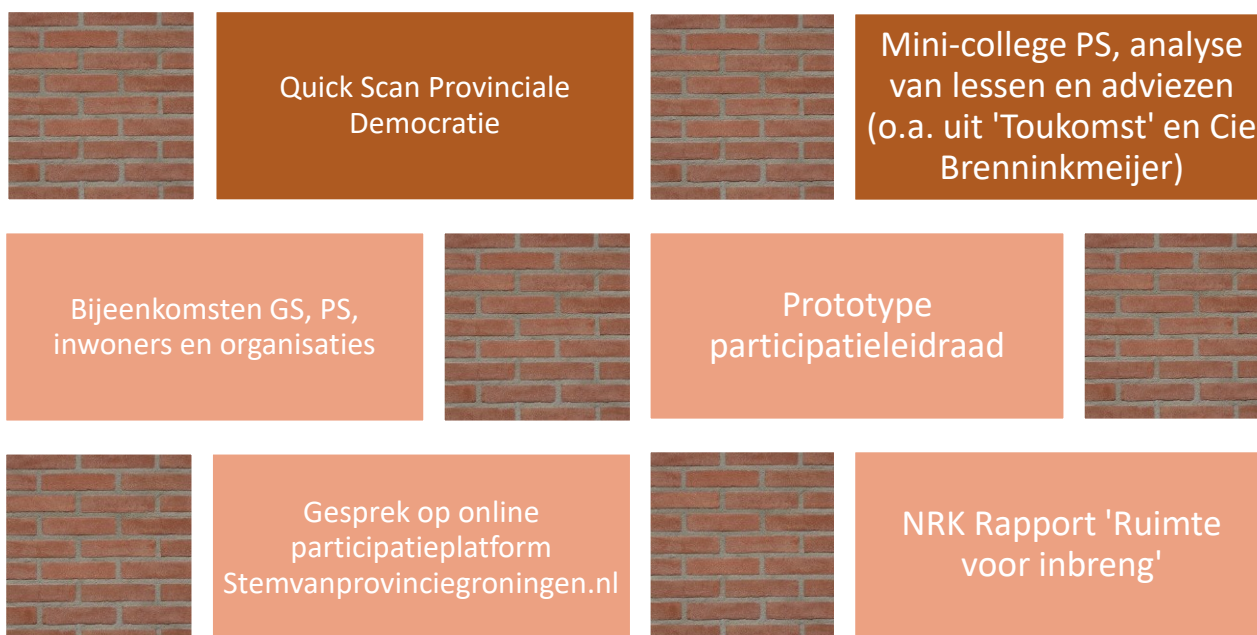 Quick Scan Provinciale
Democratie
Mini-college PS, analyse
van lessen en adviezen
(o.a. uit 'Toukomst' en Cie
Brenninkmeijer)
Bijeenkomsten GS, PS,
inwoners en organisaties
Prototype
participatieleidraad
Gesprek op online
participatieplatform
Stemvanprovinciegroningen.nl
NRK Rapport 'Ruimte
voor inbreng'